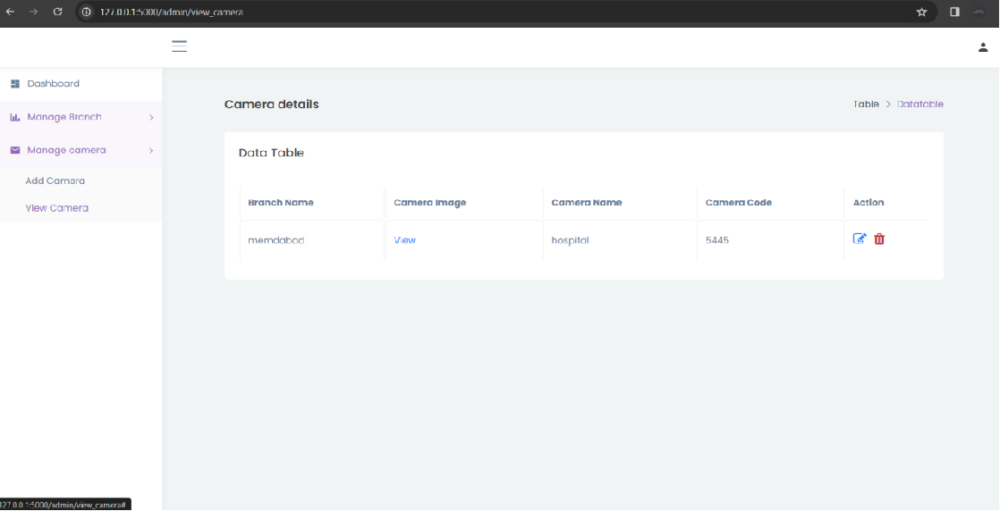 127.0.0.1:5000/admin/view_camera
Dashboard
Manage Branch
Manage camera
Add Camera
View Camera
Camera details
Table > Datatable
Data Table
Branch Name Camera Image Camera Name Camera Code Action
memdabad View hospital 5445
127.0.0.1:5000/admin/view_camera#